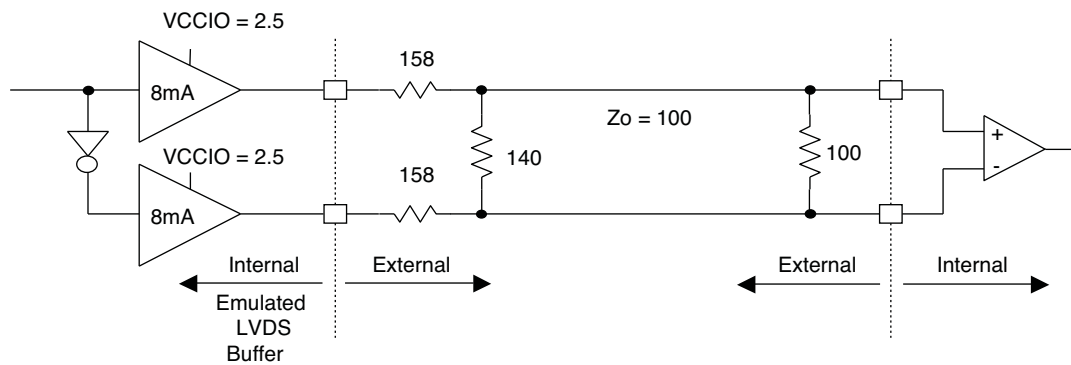 VCCIO = 2.5
158
8mA
Zo = 100
+
-
140
100
VCCIO = 2.5
158
8mA
Internal
External
External
Internal
Emulated
LVDS
Buffer